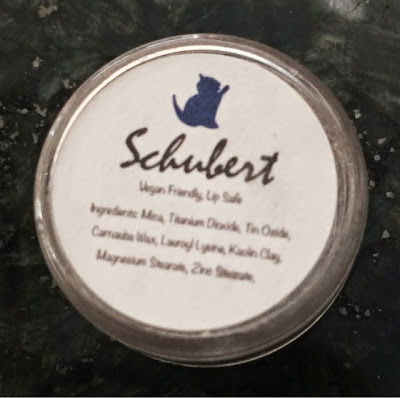 Schubert
Vegan Friendly, Lip Safe
Ingredients: Mica, Titanium Dioxide, Tin Oxide,
Carnauba Wax, Lauroyl Lysine, Kaolin Clay,
Magnesium Stearate, Zinc Stearate,